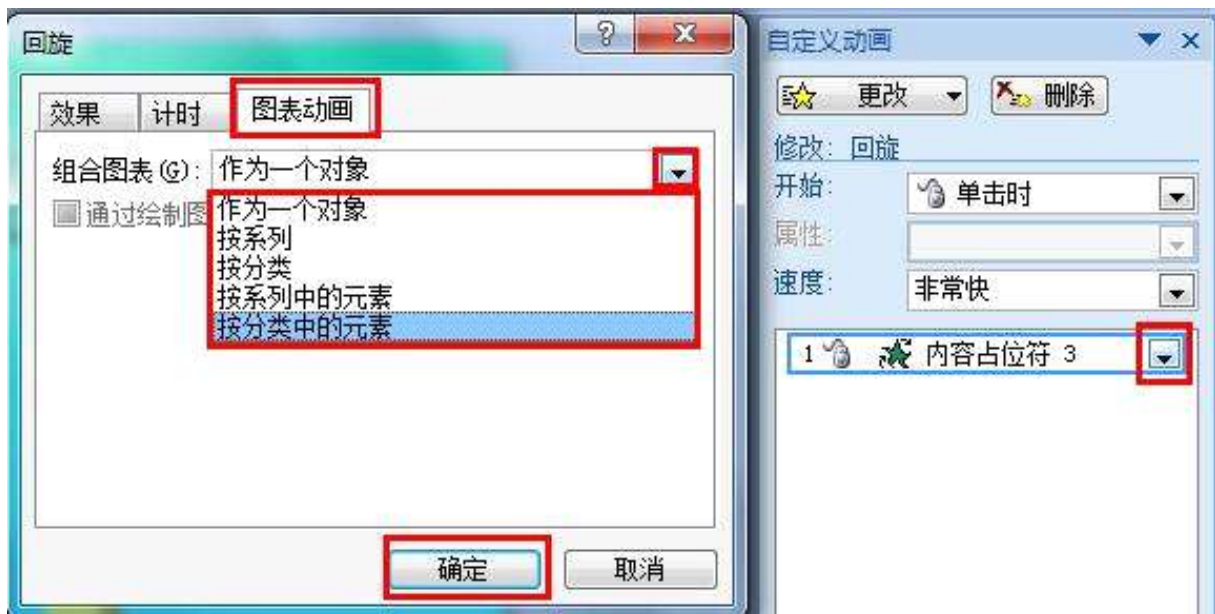 回旋
效果 计时 图表动画
组合图表(G): 作为一个对象
通过绘制图
作为一个对象
按系列
按分类
按系列中的元素
按分类中的元素
确定 取消
自定义动画
更改 删除
修改: 回旋
开始: 单击时
属性:
速度: 非常快
1 内容占位符 3